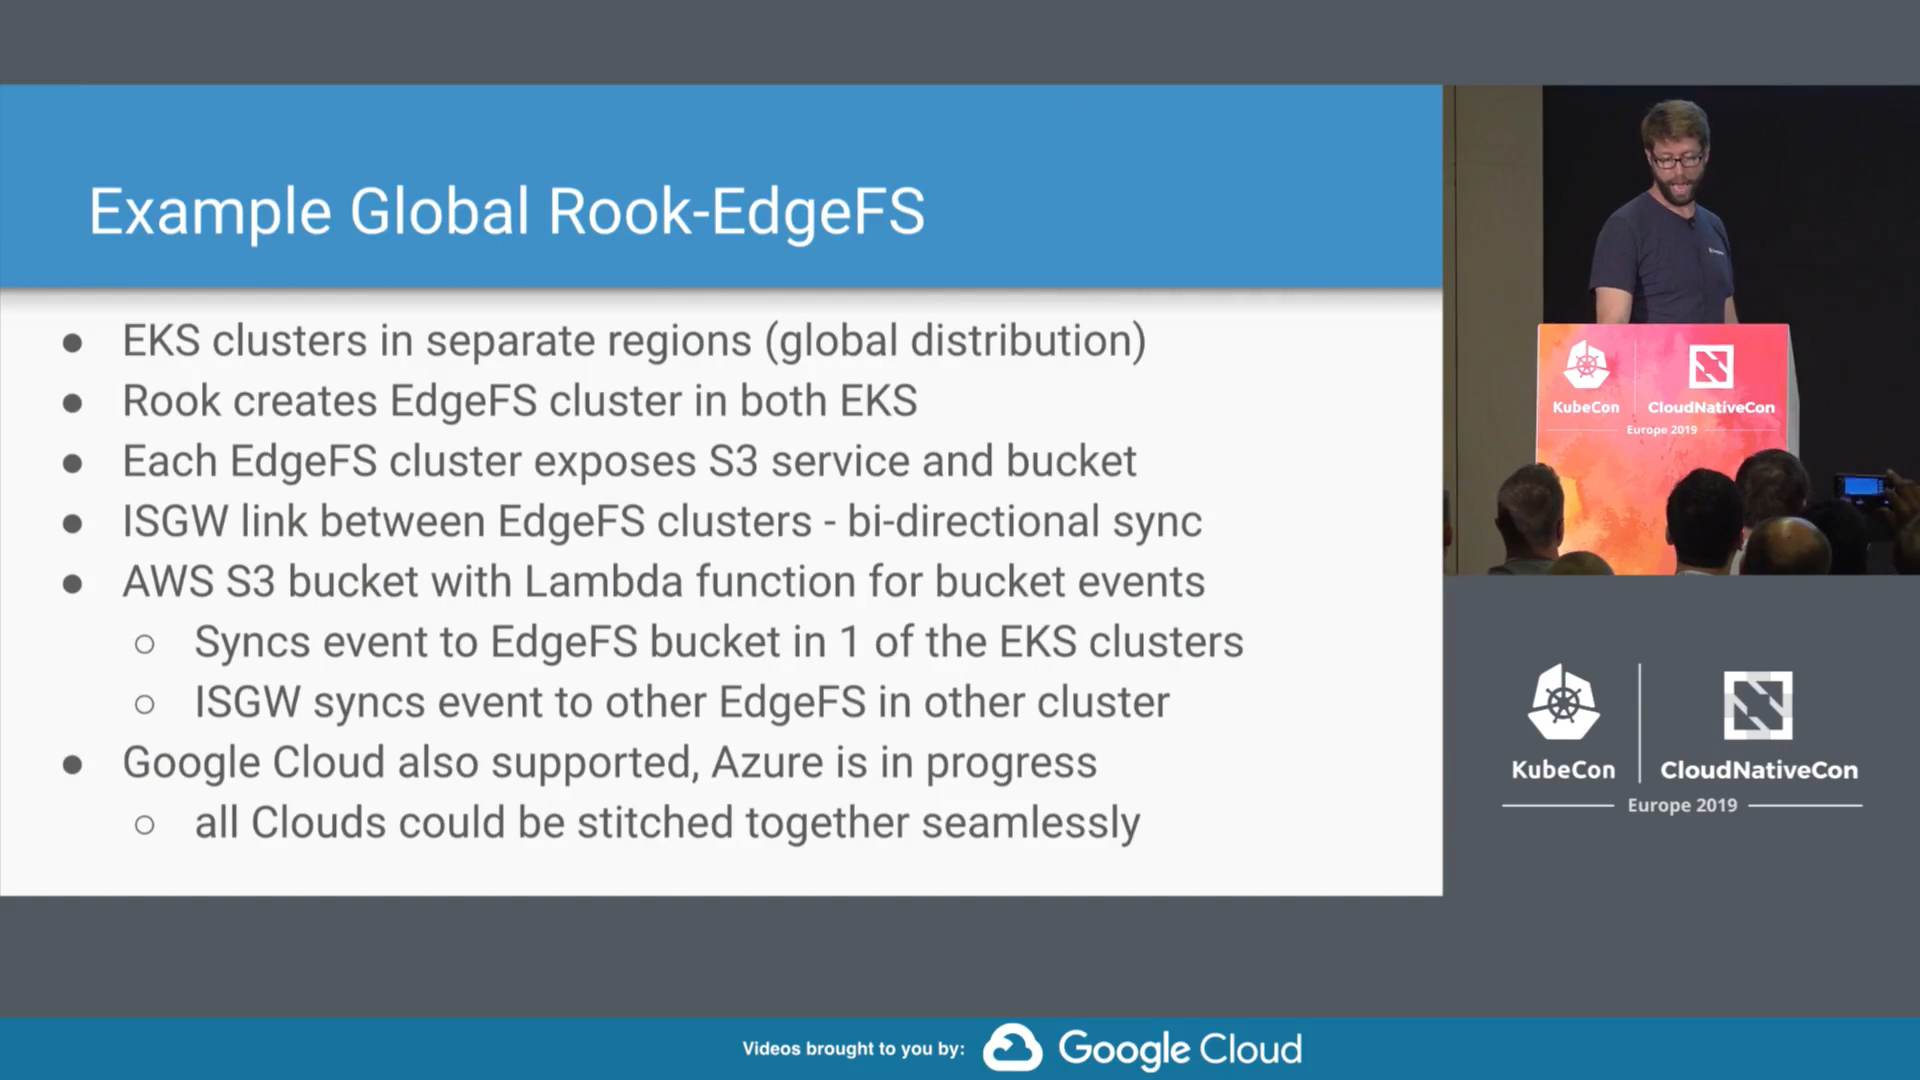 Example Global Rook-EdgeFS
● EKS clusters in separate regions (global distribution)
● Rook creates EdgeFS cluster in both EKS
● Each EdgeFS cluster exposes S3 service and bucket
● ISGW link between EdgeFS clusters - bi-directional sync
● AWS S3 bucket with Lambda function for bucket events
○ Syncs event to EdgeFS bucket in 1 of the EKS clusters
○ ISGW syncs event to other EdgeFS in other cluster
● Google Cloud also supported, Azure is in progress
○ all Clouds could be stitched together seamlessly
KubeCon CloudNativeCon
Europe 2019
KubeCon CloudNativeCon
Europe 2019
Videos brought to you by: Google Cloud